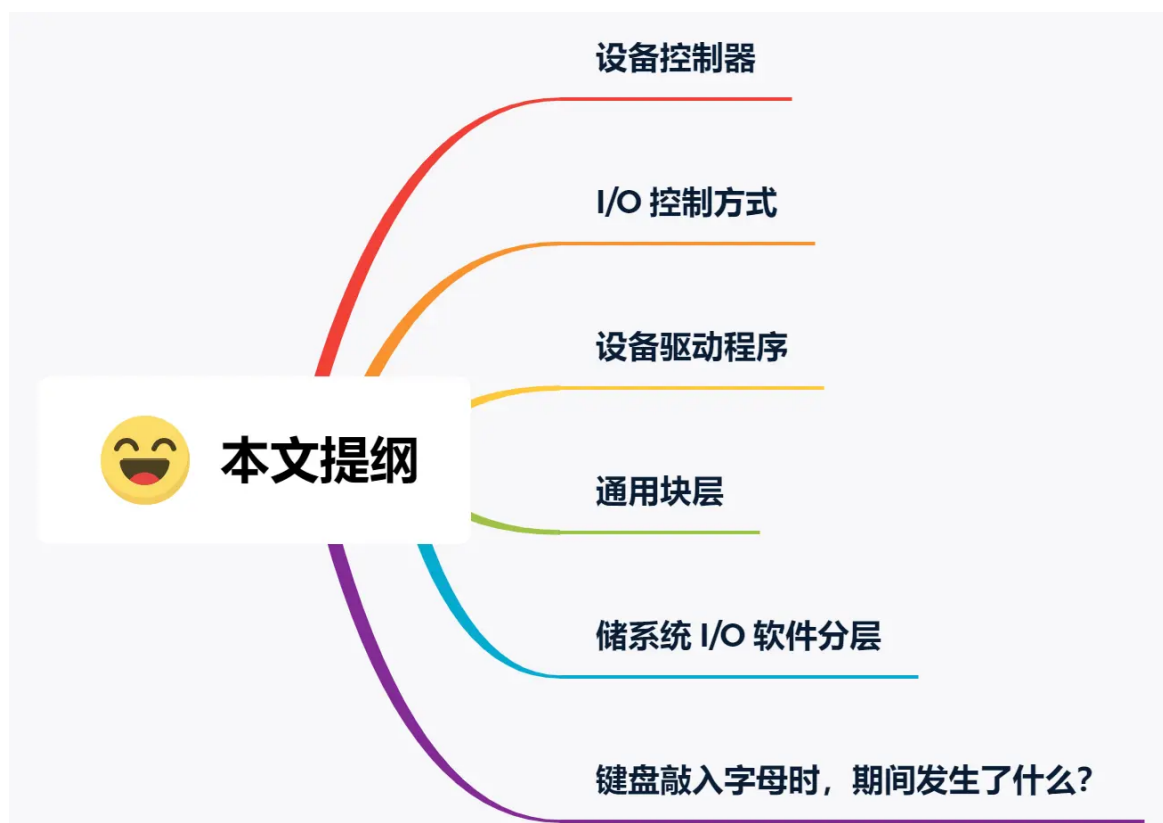 设备控制器
I/O 控制方式
设备驱动程序
本文提纲
通用块层
储系统 I/O 软件分层
键盘敲入字母时，期间发生了什么？